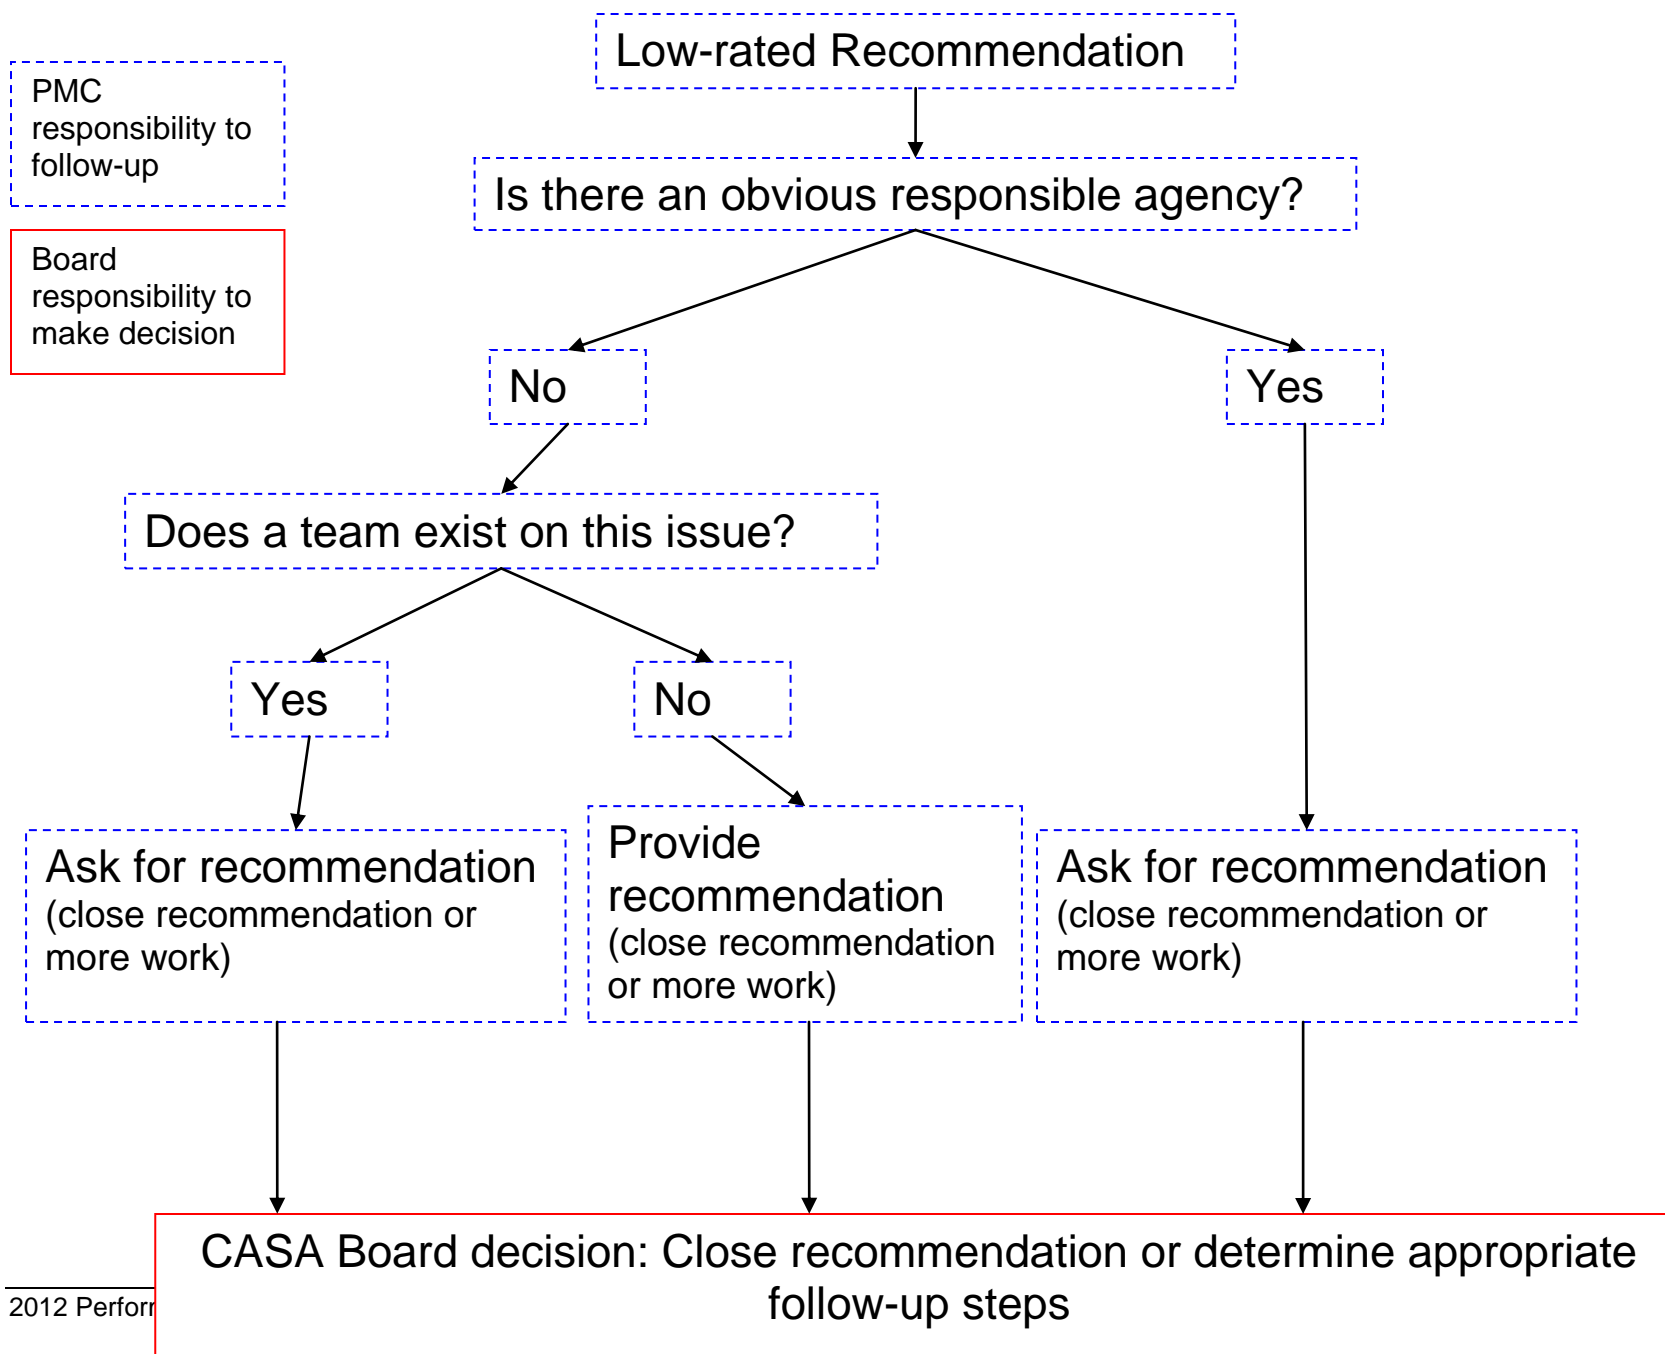 Low-rated Recommendation
PMC
responsibility to
follow-up
Is there an obvious responsible agency?
Board
responsibility to
make decision
No
Yes
Does a team exist on this issue?
Yes
No
Ask for recommendation
(close recommendation or
more work)
Provide
recommendation
(close recommendation
or more work)
Ask for recommendation
(close recommendation or
more work)
CASA Board decision: Close recommendation or determine appropriate
follow-up steps
2012